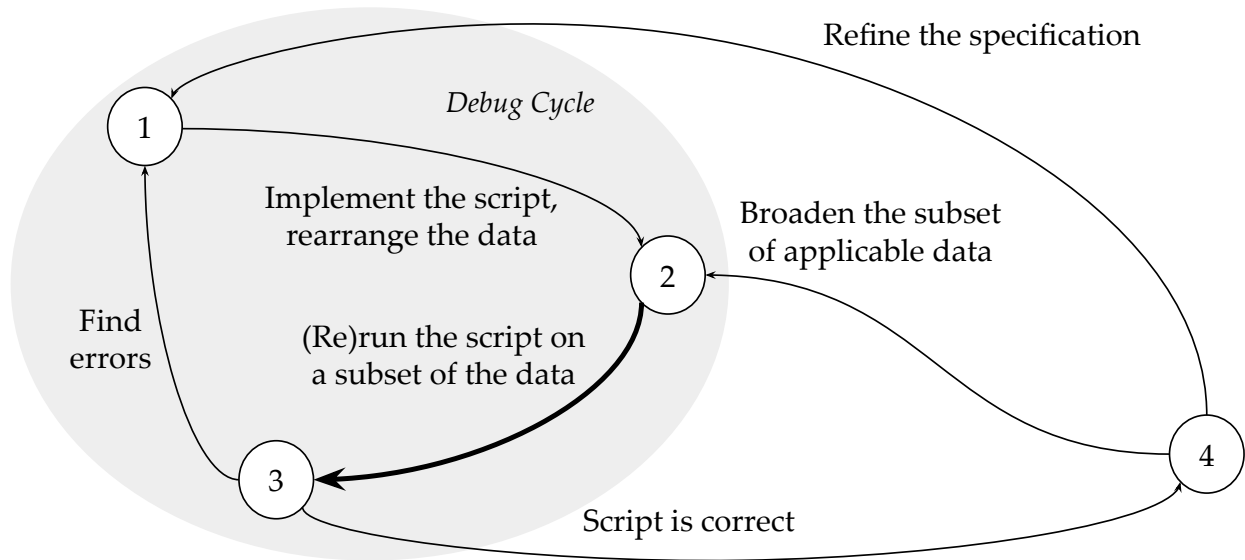 Refine the specification
Debug Cycle
1
Implement the script,
rearrange the data
Broaden the subset
of applicable data
2
Find
errors
(Re)run the script on
a subset of the data
3
4
Script is correct